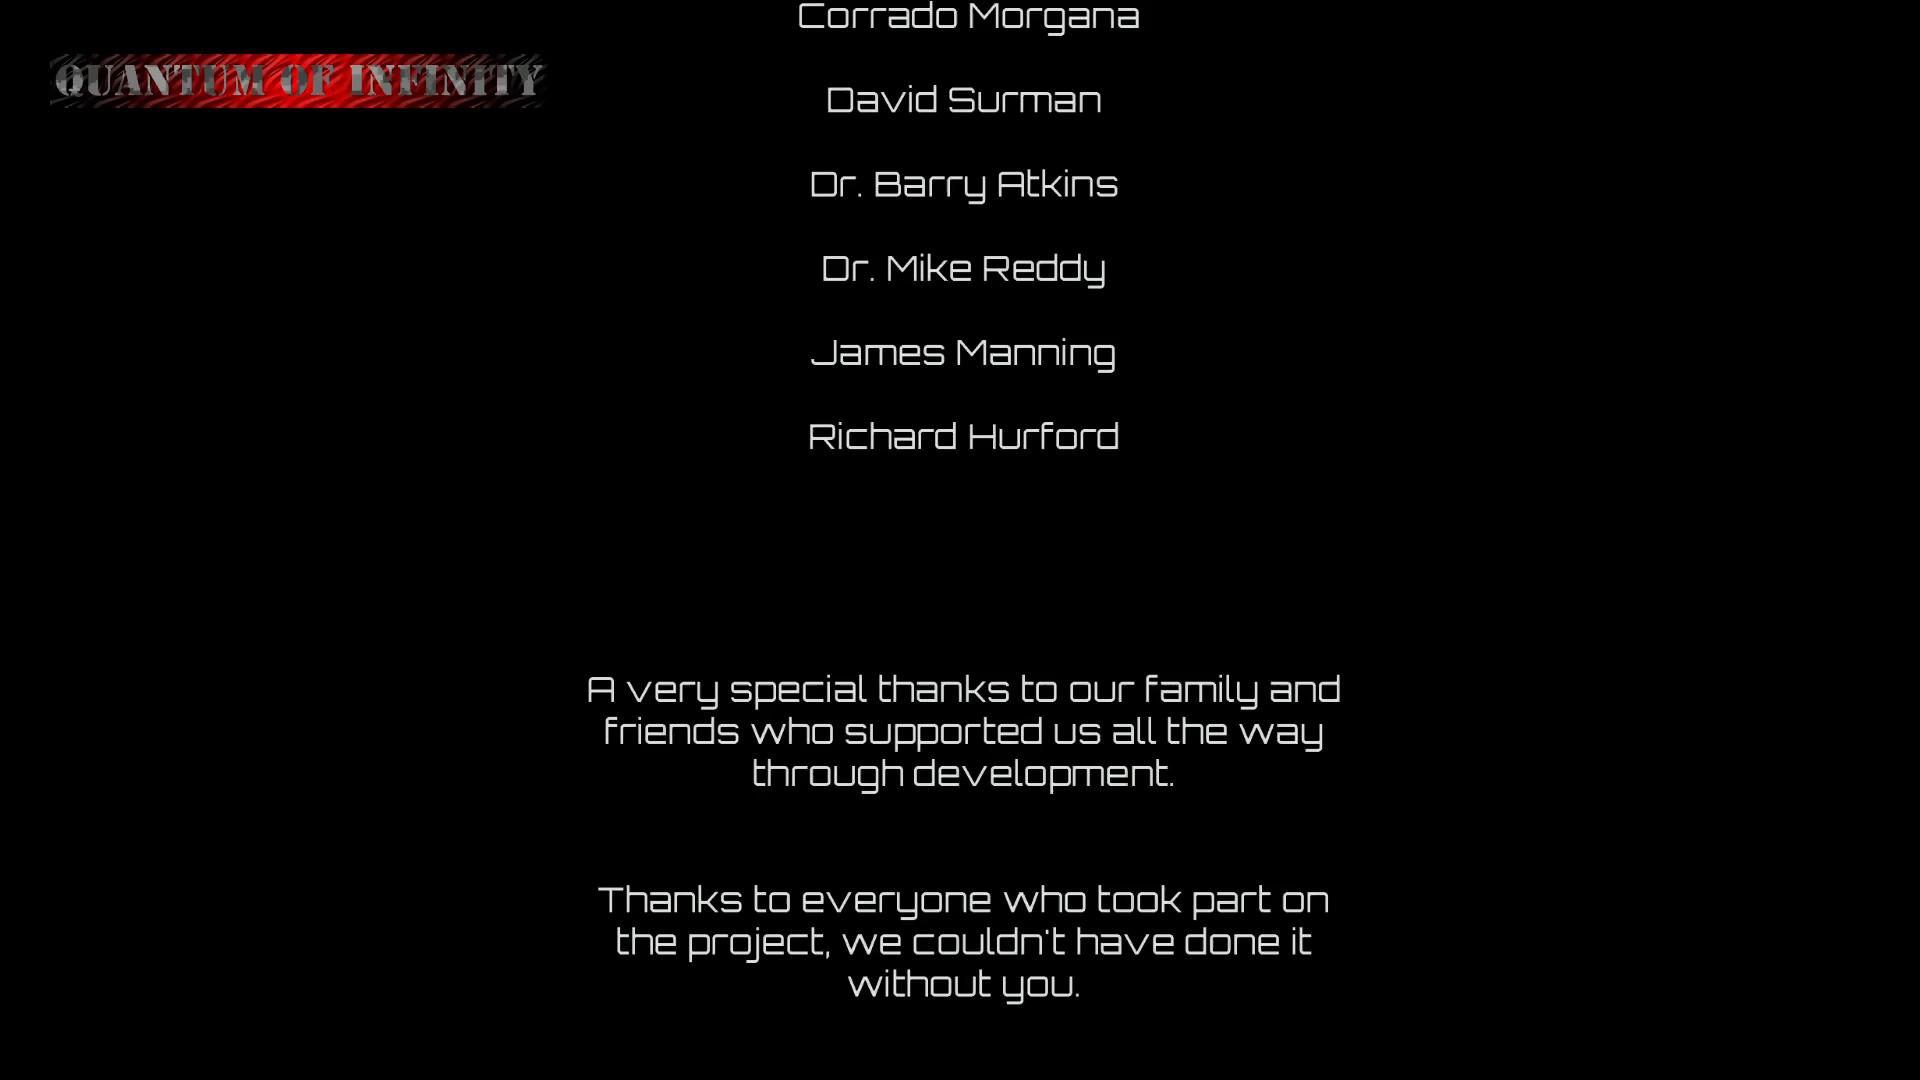 Corrado Morgana
QUANTUM OF INFINITY
David Surman
Dr. Barry Atkins
Dr. Mike Reddy
James Manning
Richard Hurford
A very special thanks to our family and
friends who supported us all the way
through development.
Thanks to everyone who took part on
the project, we couldn't have done it
without you.